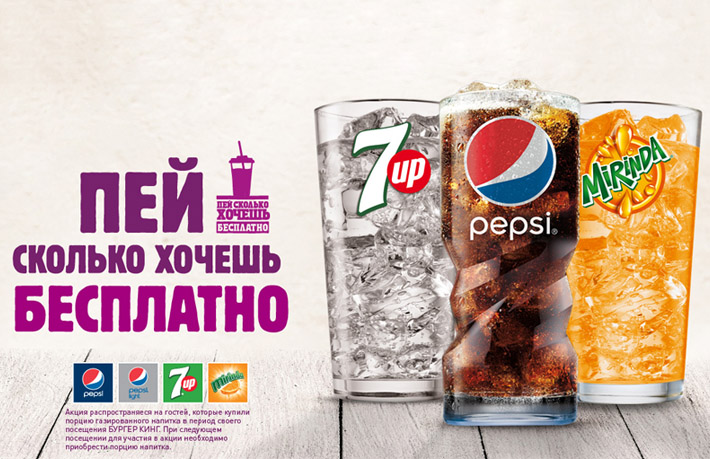 ПЕЙ
СКОЛЬКО ХОЧЕШЬ
БЕСПЛАТНО
ПЕЙ СКОЛЬКО
ХОЧЕШЬ
БЕСПЛАТНО
7up
pepsi®
MIRINDA
pepsi
pepsi
light
7up
Mirinda
Акция распространяеся на гостей, которые купили
порцию газированного напитка в период своего
посещения БУРГЕР КИНГ. При следующем
посещении для участия в акции необходимо
приобрести порцию напитка.